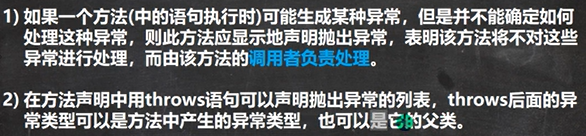 1) 如果一个方法(中的语句执行时)可能生成某种异常，但是并不能确定如何
处理这种异常，则此方法应显示地声明抛出异常，表明该方法将不对这些
异常进行处理，而由该方法的调用者负责处理。
2) 在方法声明中用throws语句可以声明抛出异常的列表，throws后面的异
常类型可以是方法中产生的异常类型，也可以是它的父类。